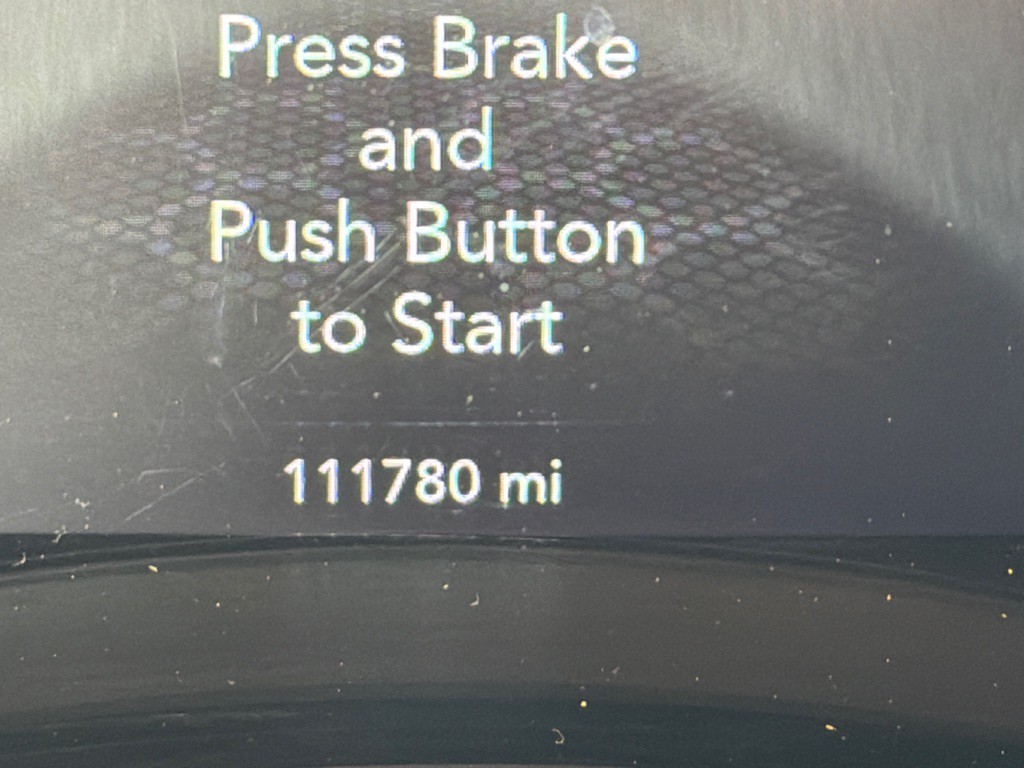 Press Brake
and
Push Button
to Start
111780 mi